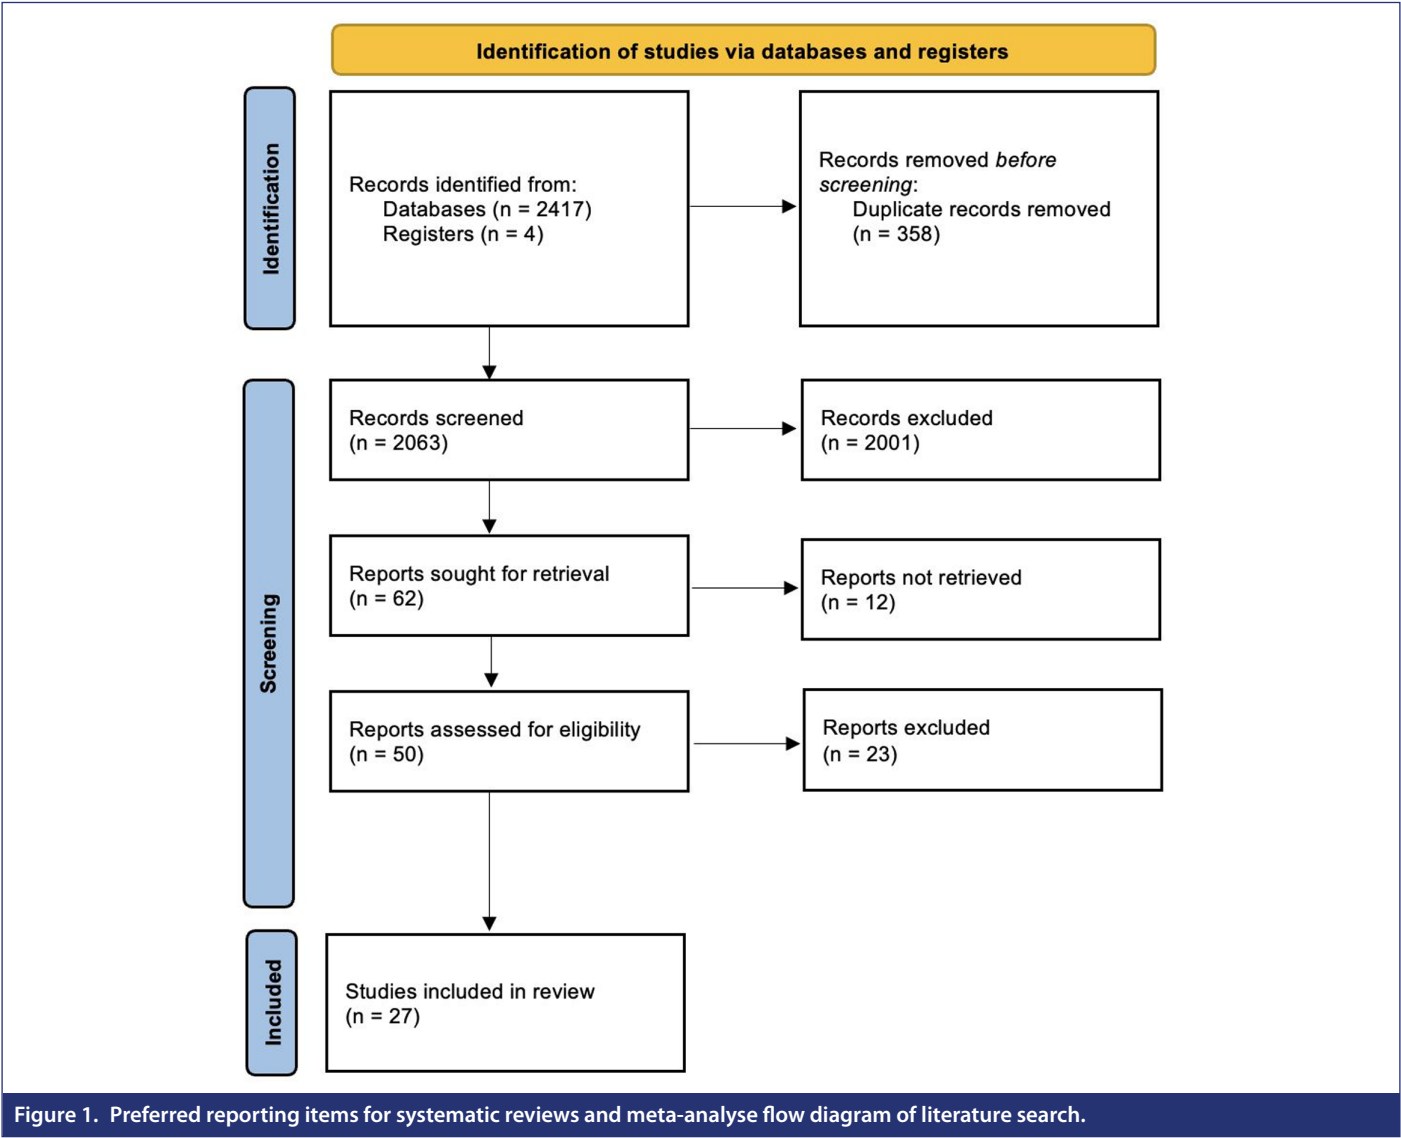 Identification of studies via databases and registers
Identification
Records identified from:
Databases (n = 2417)
Registers (n = 4)
Records removed before
screening:
Duplicate records removed
(n = 358)
Screening
Records screened
(n = 2063)
Records excluded
(n = 2001)
Reports sought for retrieval
(n = 62)
Reports not retrieved
(n = 12)
Reports assessed for eligibility
(n = 50)
Reports excluded
(n = 23)
Included
Studies included in review
(n = 27)
Figure 1. Preferred reporting items for systematic reviews and meta-analyse flow diagram of literature search.